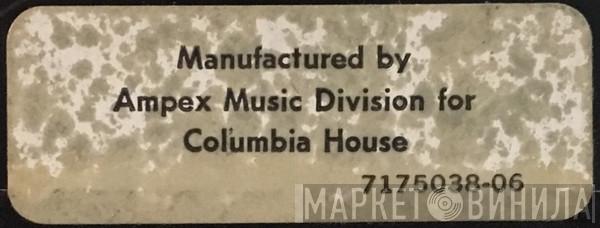 Manufactured by
Ampex Music Division for
Columbia House
7175038-06
МАРКЕТ ВИНИЛА